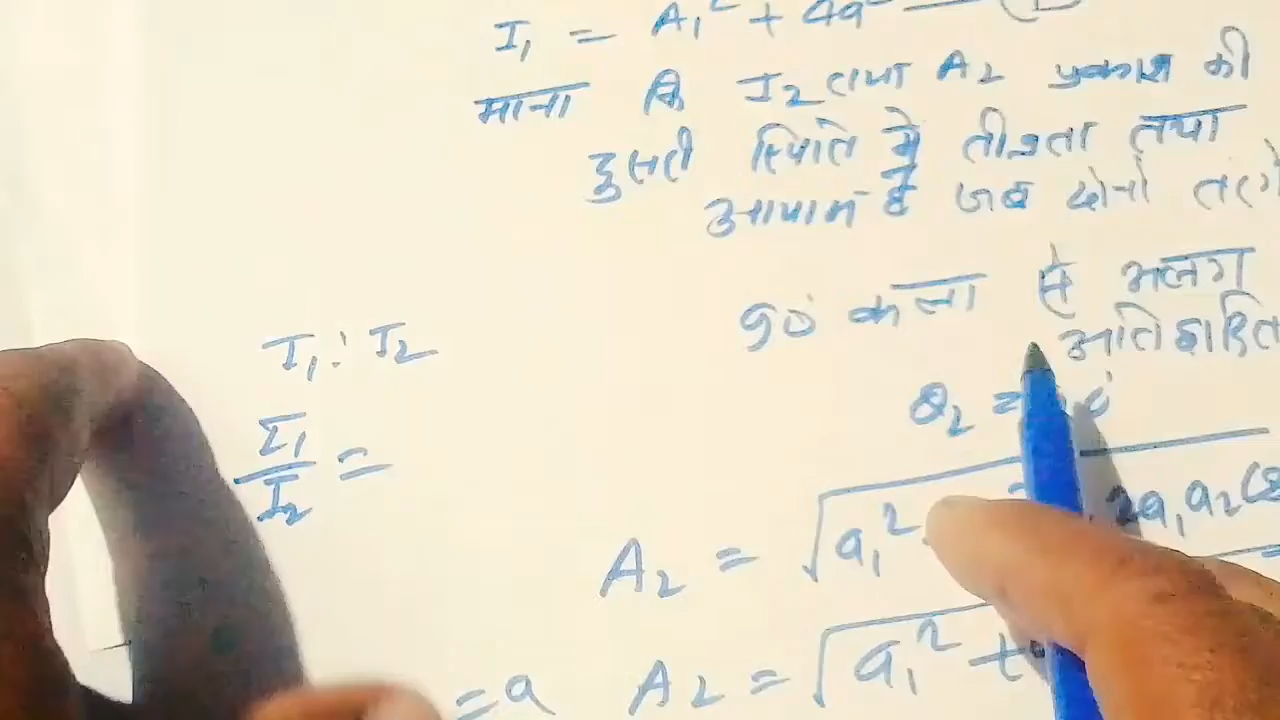 I₁ = A₁² + 4a²
माना कि I₂ तथा A₂ प्रकाश की
दुसरी स्थिति मे तीव्रता तथा
आयाम है जब दोनो तरंगे
90° कला से अलग
अतिव्यापित
I₁ : I₂
θ₂ =
I₁/I₂ =
A₂ = √a₁² 2a₁a₂
= a A₂ = √a₁² +